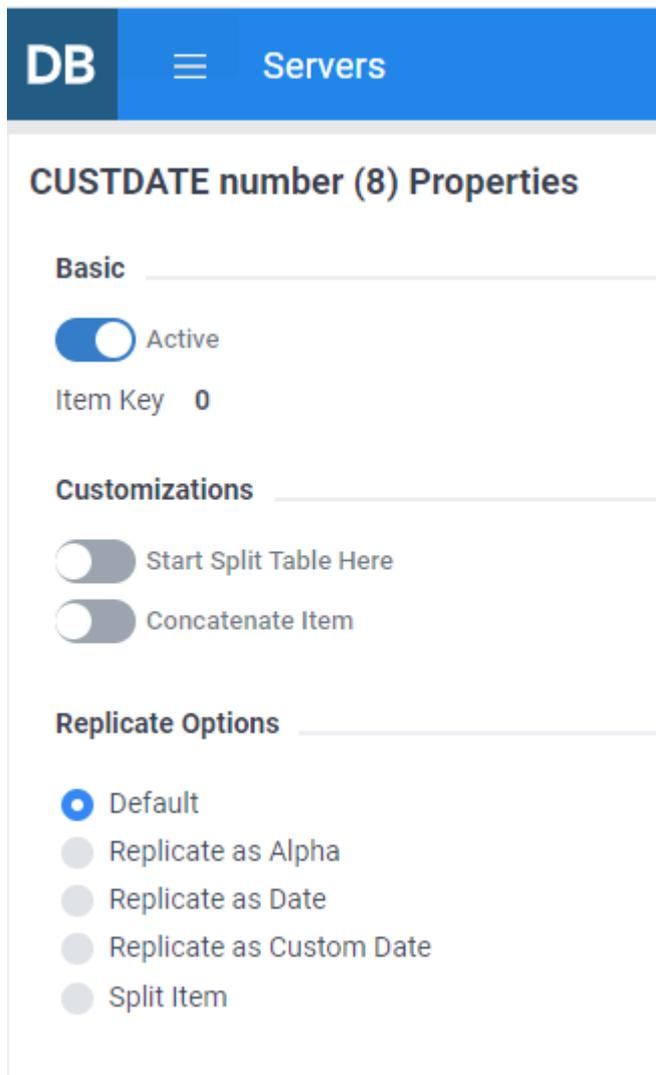 DB Servers
CUSTDATE number (8) Properties
Basic
Active
Item Key 0
Customizations
Start Split Table Here
Concatenate Item
Replicate Options
Default
Replicate as Alpha
Replicate as Date
Replicate as Custom Date
Split Item